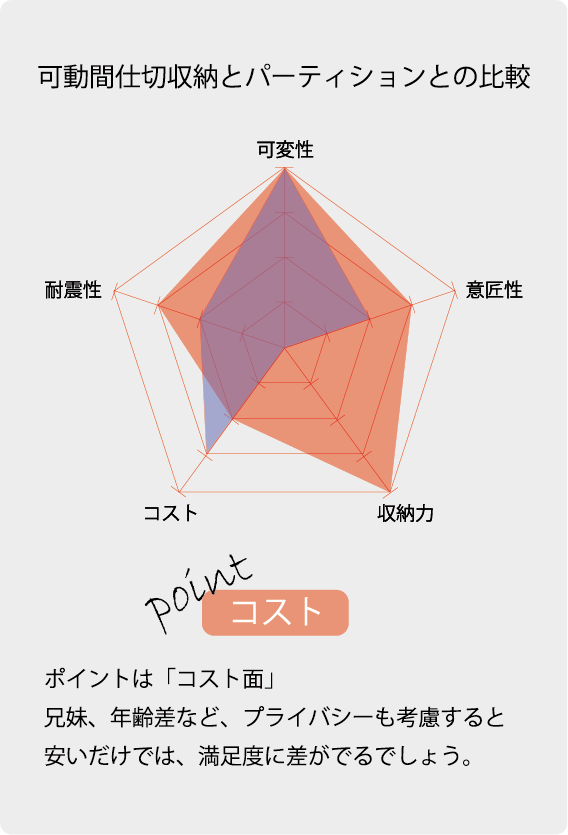 可動間仕切収納とパーティションとの比較
可変性
耐震性
意匠性
コスト
収納力
point
コスト
ポイントは「コスト面」
兄妹、年齢差など、プライバシーも考慮すると
安いだけでは、満足度に差がでるでしょう。